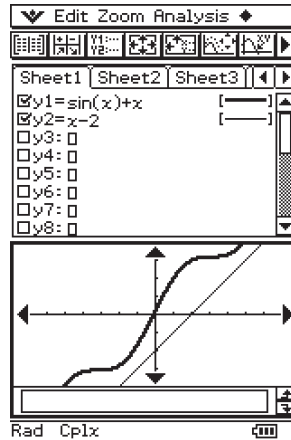 Edit Zoom Analysis
Sheet1 Sheet2 Sheet3
y1=sin(x)+x
y2=x-2
y3:
y4:
y5:
y6:
y7:
y8:
Rad Cplx